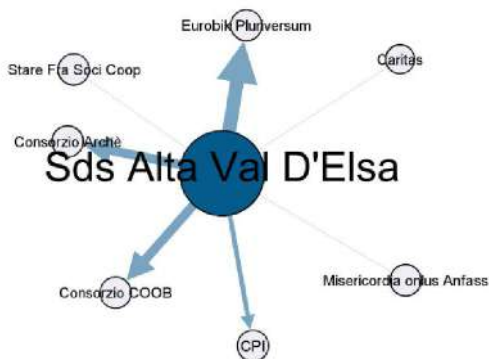 Eurobik Pluriversum
Stare Fra Soci Coop
Caritas
Consorzio Archè
Sds Alta Val D'Elsa
Consorzio COOB
Misericordia onlus Anfass
CPI